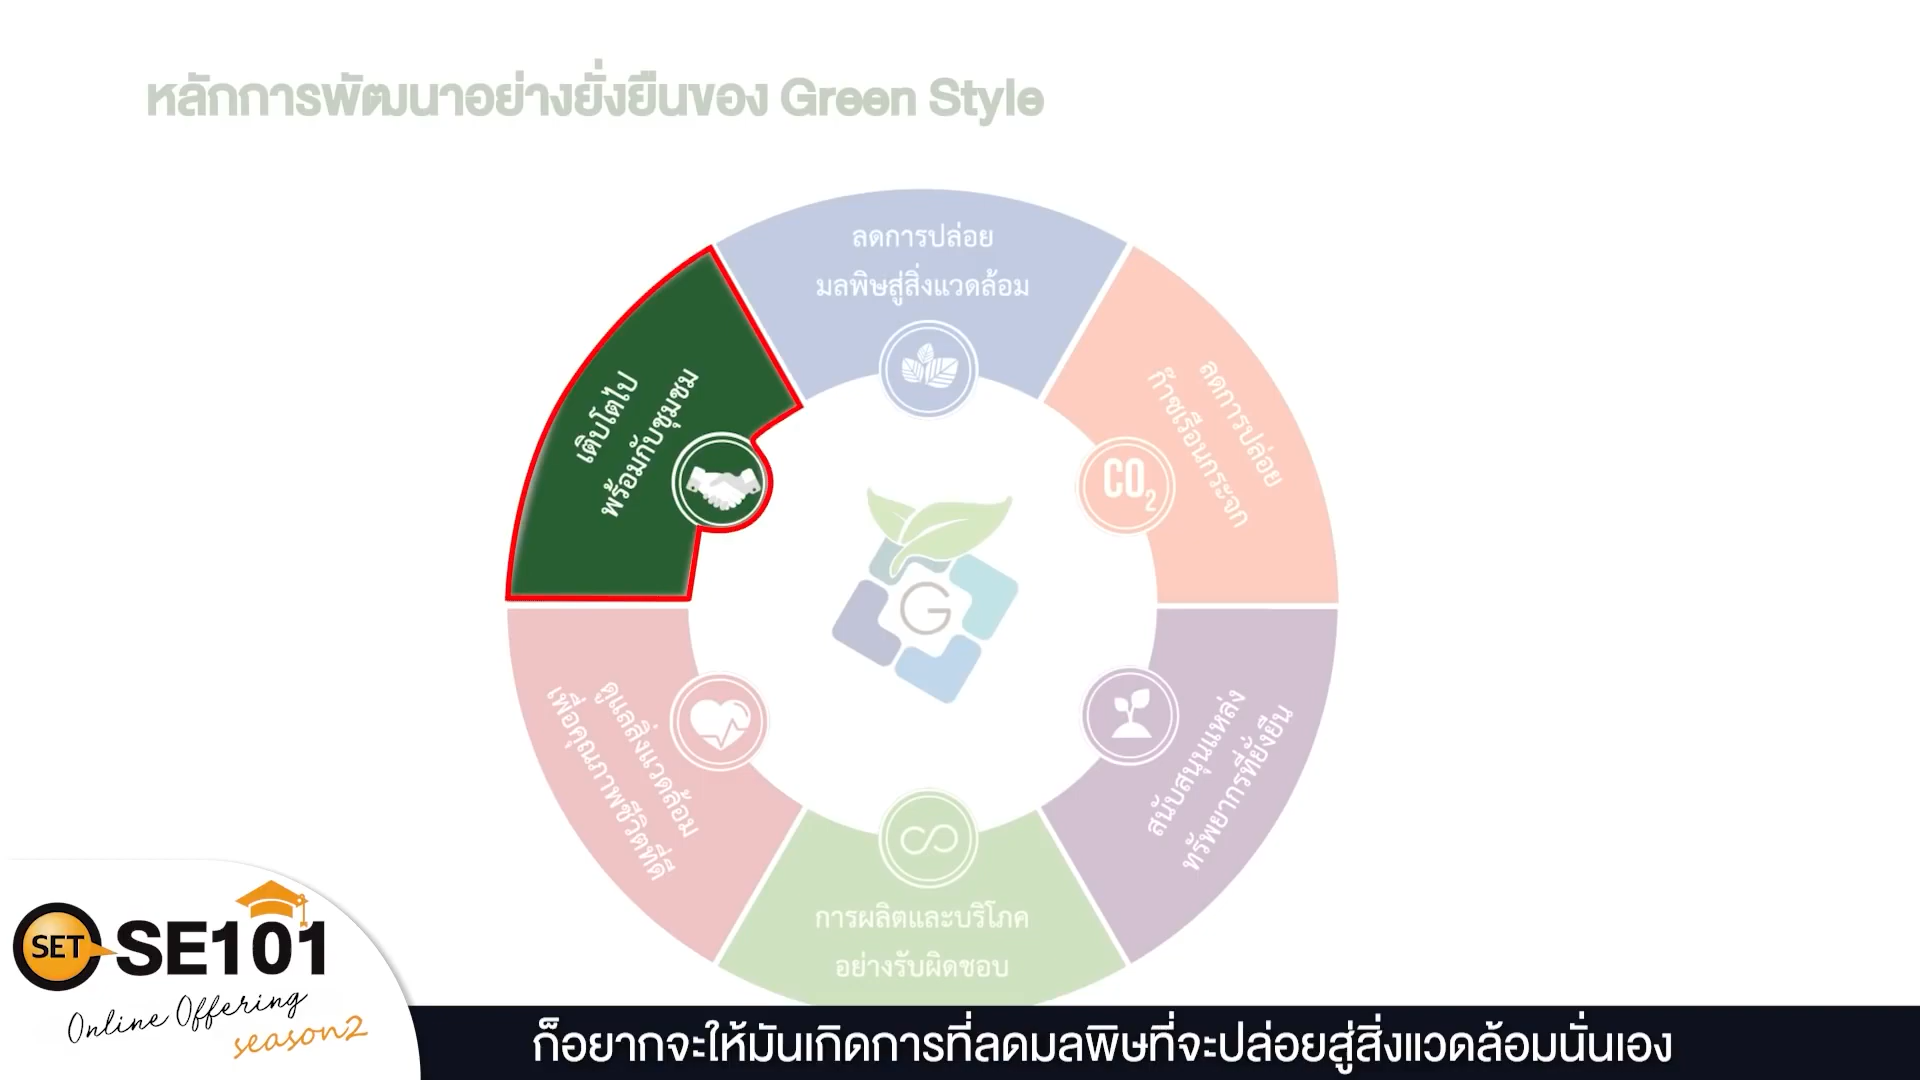 หลักการพัฒนาอย่างยั่งยืนของ Green Style
ลดการปล่อย
มลพิษสู่สิ่งแวดล้อม
ลดการปล่อย
ก๊าซเรือนกระจก
CO2
สนับสนุนแหล่ง
ทรัพยากรที่ยั่งยืน
การผลิตและบริโภค
อย่างรับผิดชอบ
ดูแลสิ่งแวดล้อม
เพื่อคุณภาพชีวิตที่ดี
เติบโตไป
พร้อมกับชุมชม
G
SET SE101
Online Offering
season2
ก็อยากจะให้มันเกิดการที่ลดมลพิษที่จะปล่อยสู่สิ่งแวดล้อมนั่นเอง